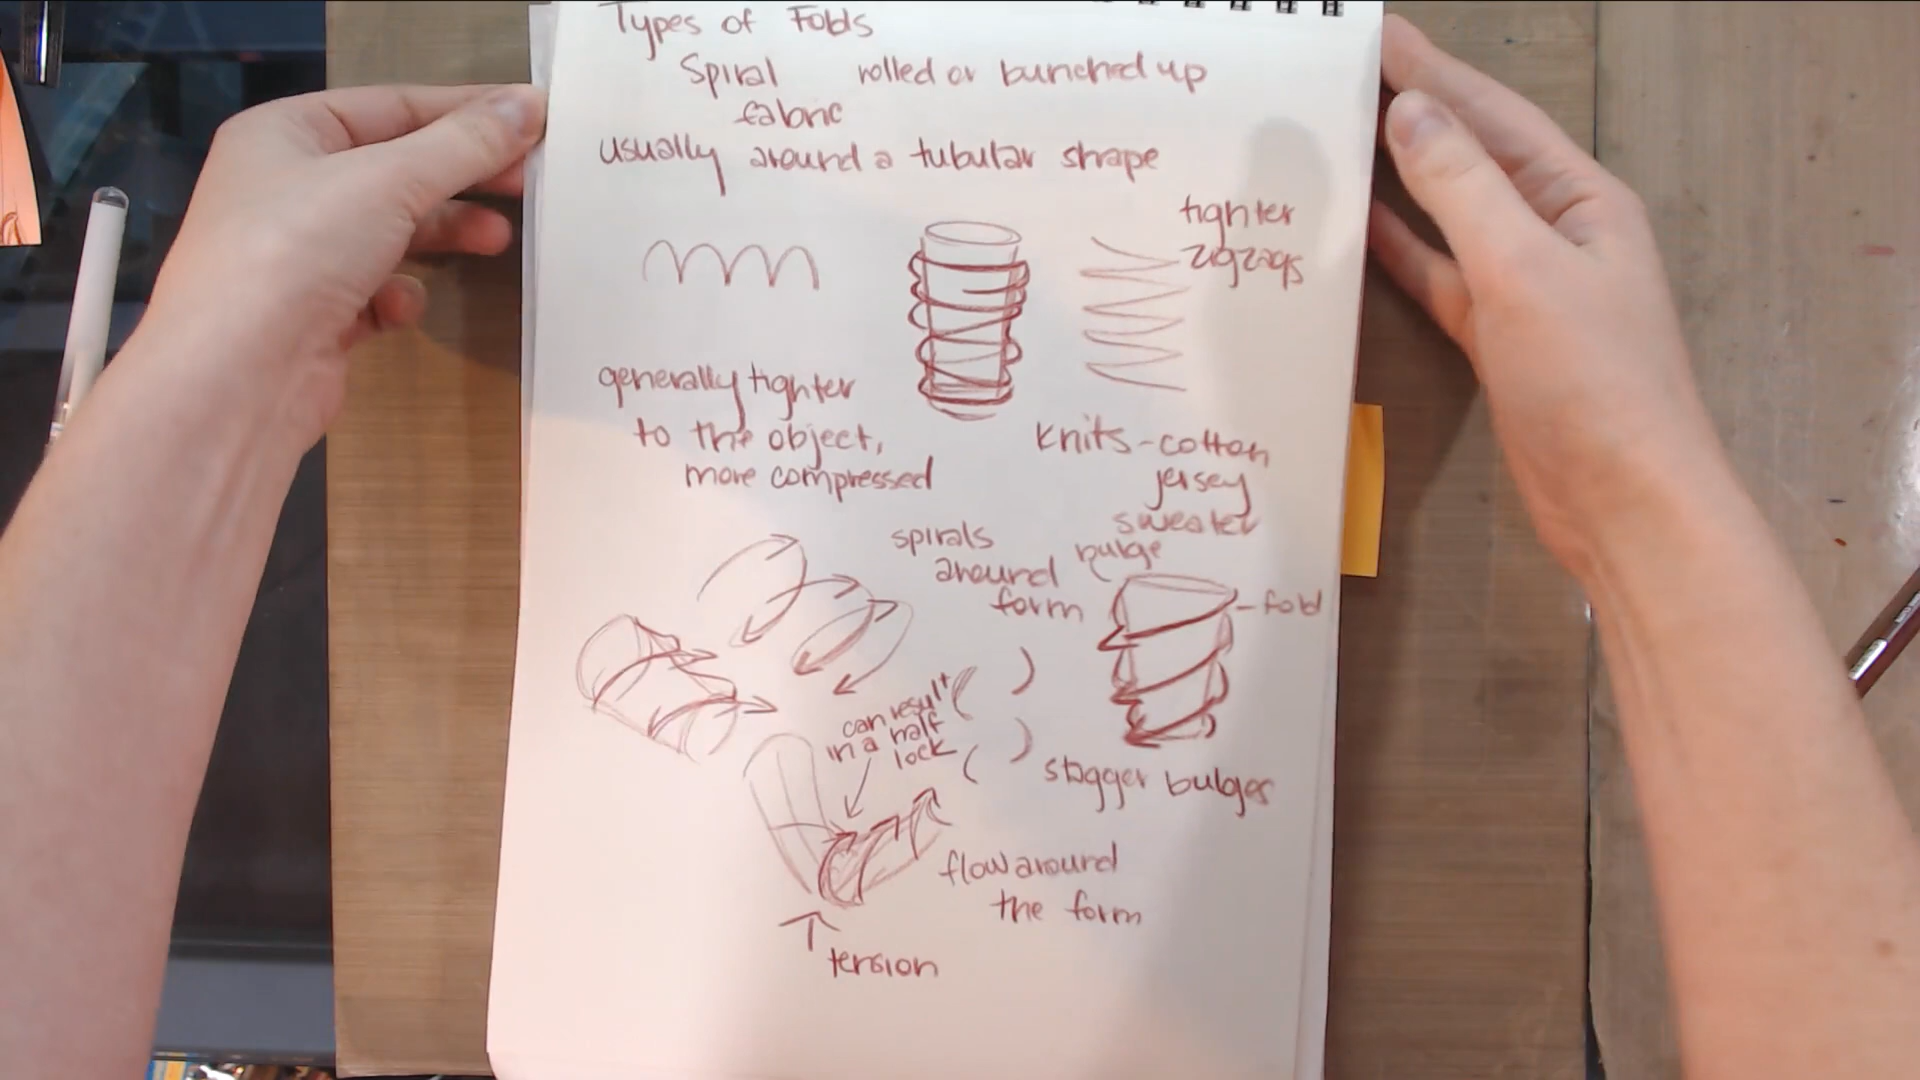 Types of Folds
Spiral rolled or bunched up
fabric
usually around a tubular shape
tighter
zigzags
generally tighter
to the object,
more compressed
knits - cotton
jersey
sweater
spirals
around
form
bulge
- fold
can result
in a half
lock
stagger bulges
flow around
the form
tension